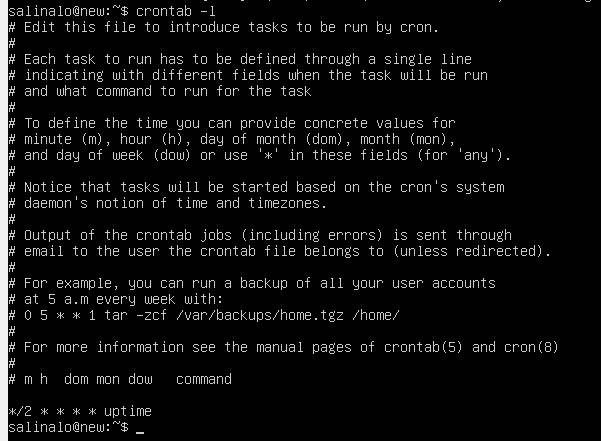 salinalo@new:~$ crontab -l
# Edit this file to introduce tasks to be run by cron.
#
# Each task to run has to be defined through a single line
# indicating with different fields when the task will be run
# and what command to run for the task
#
# To define the time you can provide concrete values for
# minute (m), hour (h), day of month (dom), month (mon),
# and day of week (dow) or use '*' in these fields (for 'any').
#
# Notice that tasks will be started based on the cron's system
# daemon's notion of time and timezones.
#
# Output of the crontab jobs (including errors) is sent through
# email to the user the crontab file belongs to (unless redirected).
#
# For example, you can run a backup of all your user accounts
# at 5 a.m every week with:
# 0 5 * * 1 tar -zcf /var/backups/home.tgz /home/
#
# For more information see the manual pages of crontab(5) and cron(8)
#
# m h  dom mon dow   command

*/2 * * * * uptime
salinalo@new:~$ _